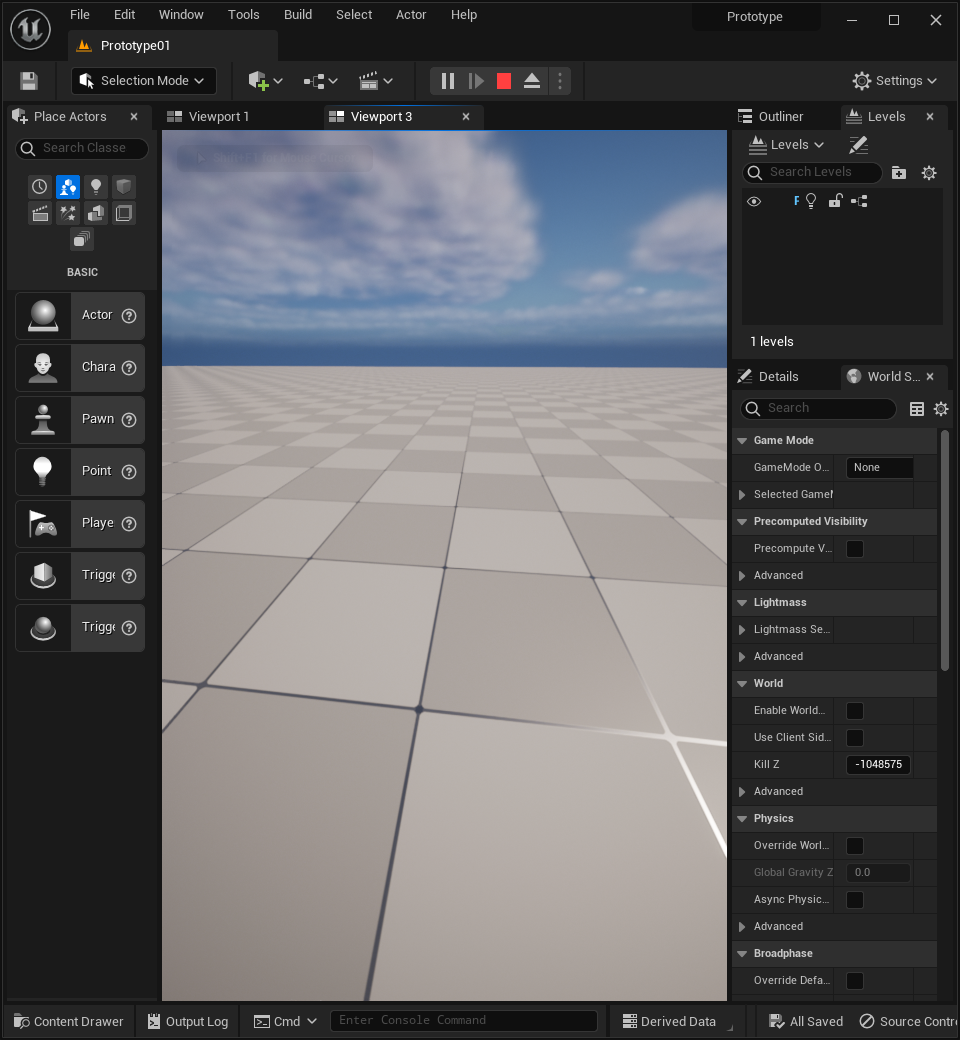 File Edit Window Tools Build Select Actor Help Prototype
Prototype01
Selection Mode Settings
Place Actors Viewport 1 Viewport 3 Outliner Levels
Levels
Search Classe
Search Levels
F
BASIC
Actor
Chara
Pawn
Point
Playe
Trigge
Trigge
1 levels
Details World S...
Search
Game Mode
GameMode O... None
Selected GameM
Precomputed Visibility
Precompute V...
Advanced
Lightmass
Lightmass Se...
Advanced
World
Enable World...
Use Client Sid...
Kill Z -1048575
Advanced
Physics
Override Worl...
Global Gravity Z 0.0
Async Physic...
Advanced
Broadphase
Override Defa...
Content Drawer Output Log Cmd Enter Console Command Derived Data All Saved Source Contr